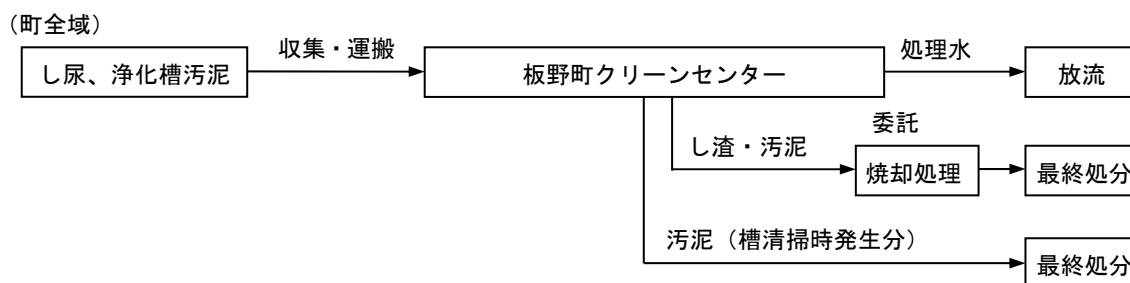 (町全域)
収集・運搬
処理水
し尿、浄化槽汚泥
板野町クリーンセンター
放流
委託
し渣・汚泥
焼却処理
最終処分
汚泥(槽清掃時発生分)
最終処分